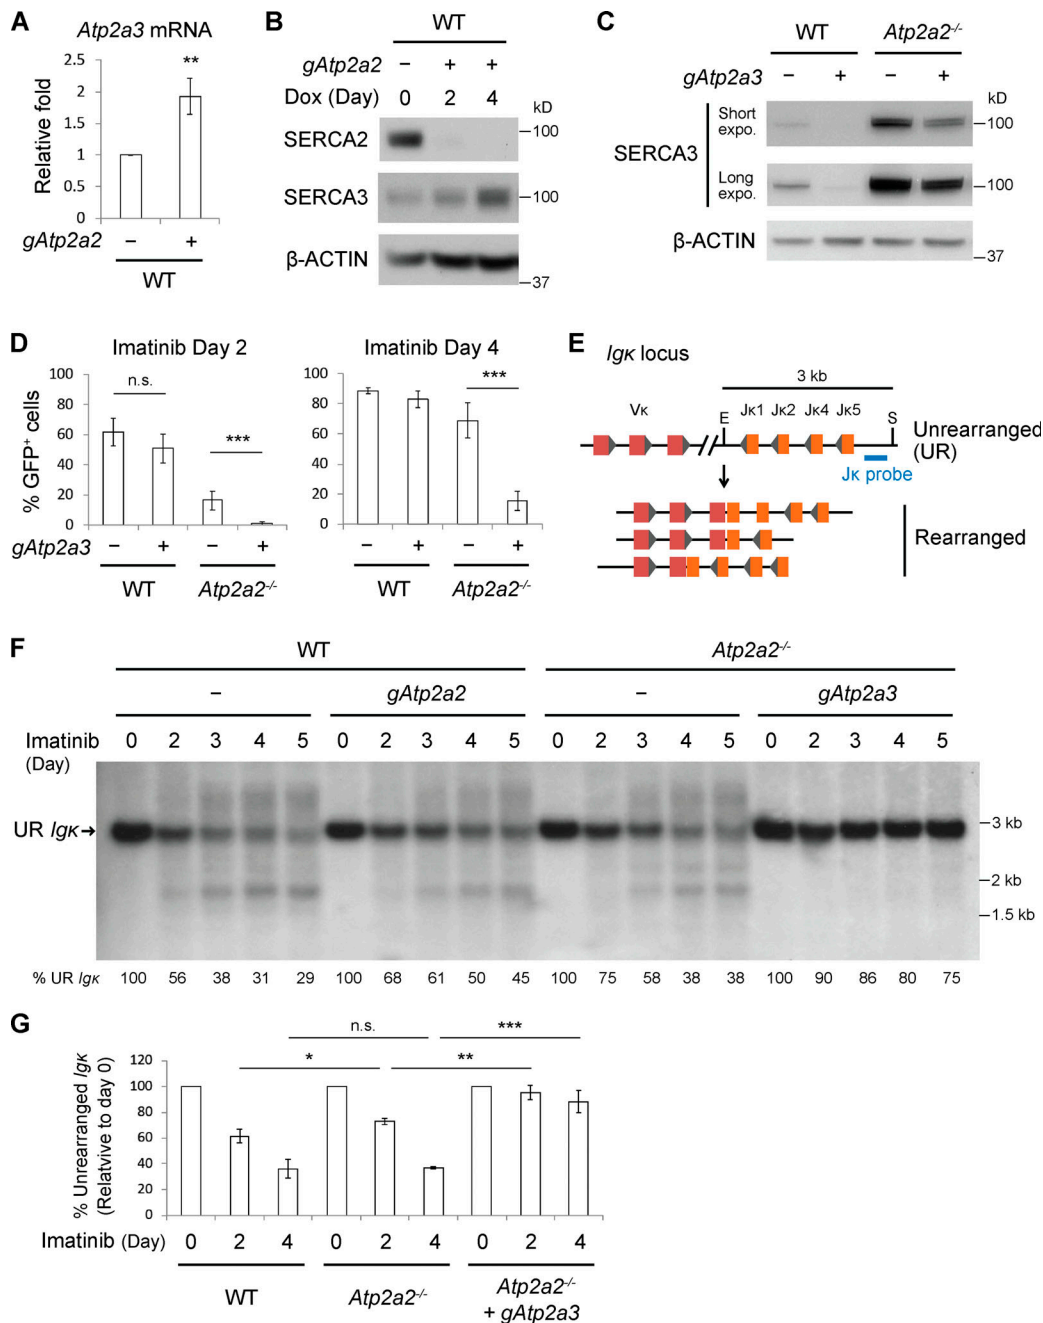 A
Atp2a3 mRNA
Relative fold
2.5
2
1.5
1
0.5
0
**
gAtp2a2 – +
WT
B
WT
gAtp2a2 – + +
Dox (Day) 0 2 4
kD
SERCA2 –100
SERCA3 –100
β-ACTIN
–37
C
WT Atp2a2-/-
gAtp2a3 – + – +
kD
SERCA3
Short expo. –100
Long expo. –100
β-ACTIN
–37
D
Imatinib Day 2
% GFP+ cells
100
80
60
40
20
0
n.s.
***
gAtp2a3 – + – +
WT Atp2a2-/-
Imatinib Day 4
100
80
60
40
20
0
***
– + – +
WT Atp2a2-/-
E
Igκ locus
3 kb
Vκ E Jκ1 Jκ2 Jκ4 Jκ5 S
Unrearranged (UR)
Jκ probe
Rearranged
F
WT Atp2a2-/-
– gAtp2a2 – gAtp2a3
Imatinib (Day) 0 2 3 4 5 0 2 3 4 5 0 2 3 4 5 0 2 3 4 5
UR Igκ→ –3 kb
–2 kb
–1.5 kb
% UR Igκ 100 56 38 31 29 100 68 61 50 45 100 75 58 38 38 100 90 86 80 75
G
% Unrearranged Igκ
(Relatvive to day 0)
120
100
80
60
40
20
0
n.s. ***
* **
Imatinib (Day) 0 2 4 0 2 4 0 2 4
WT Atp2a2-/- Atp2a2-/-
+ gAtp2a3